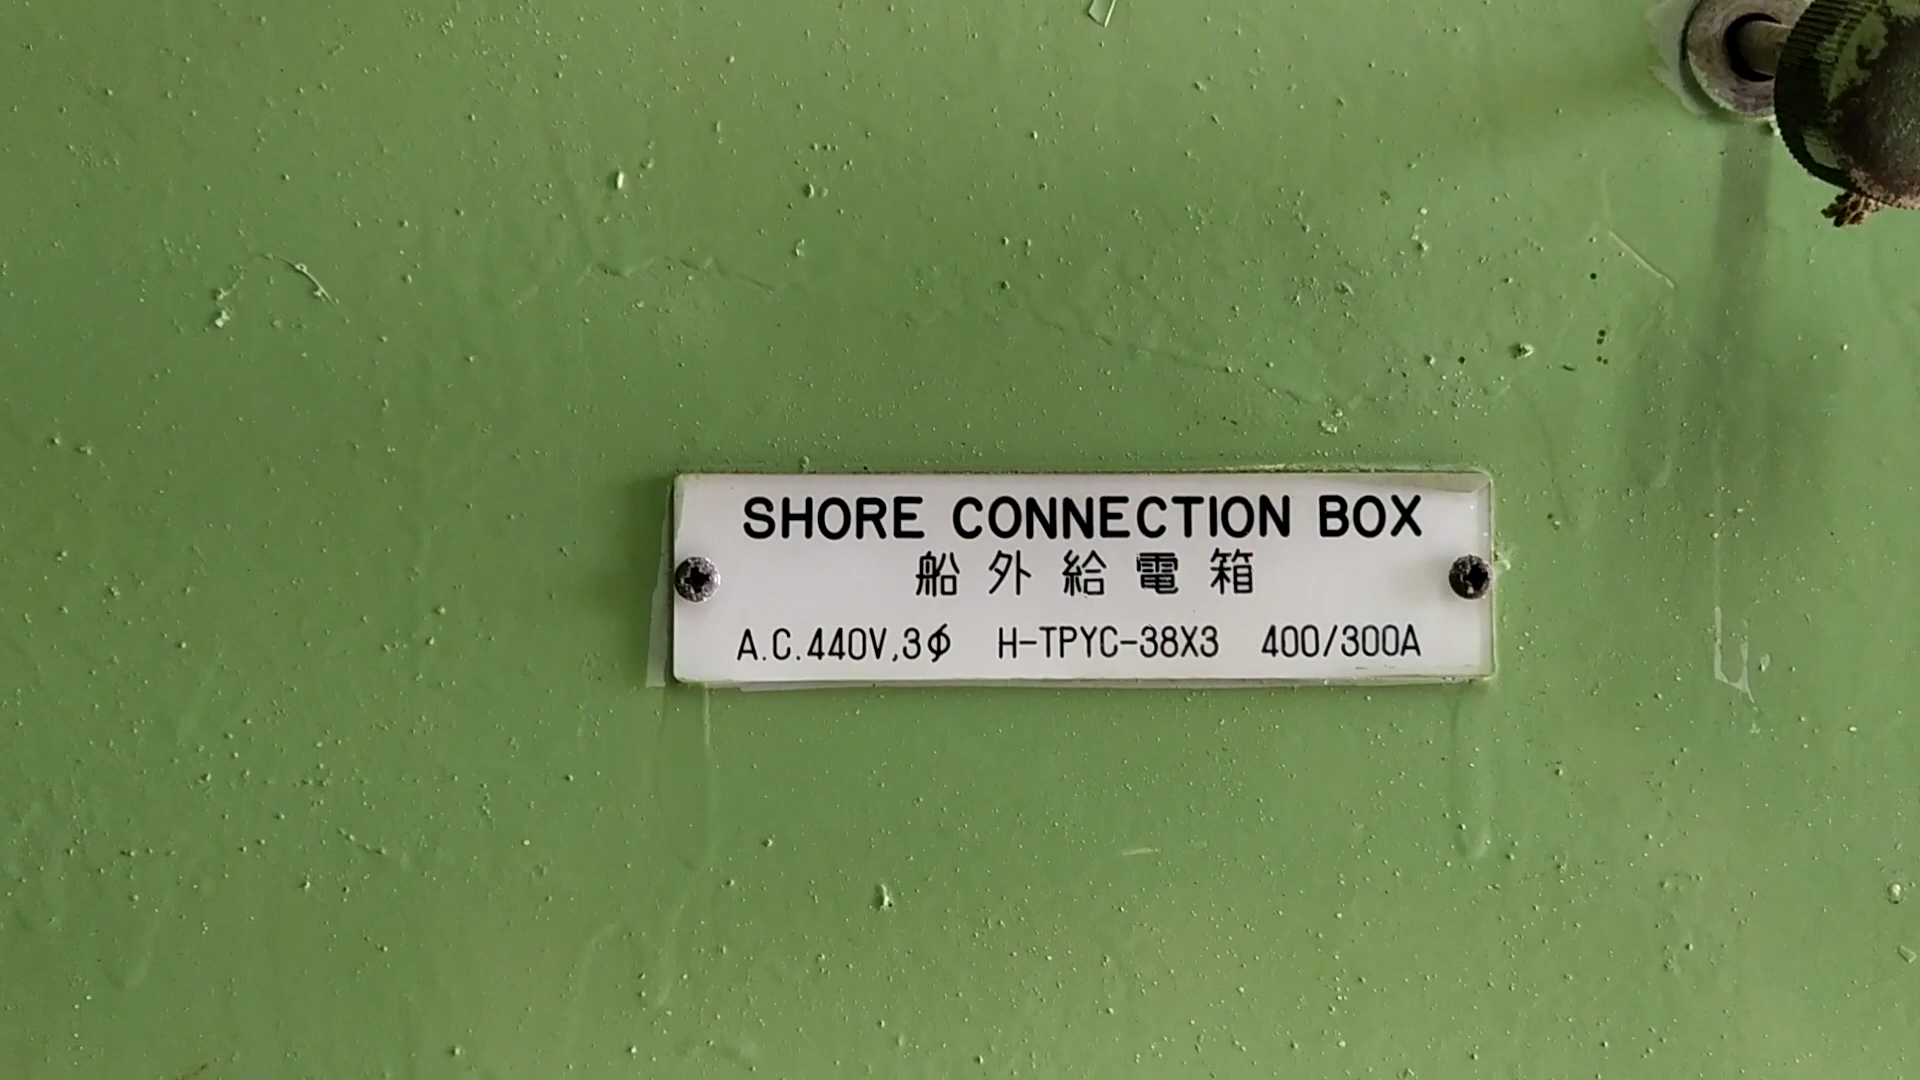 SHORE CONNECTION BOX
船外給電箱
A.C.440V,3φ H-TPYC-38X3 400/300A